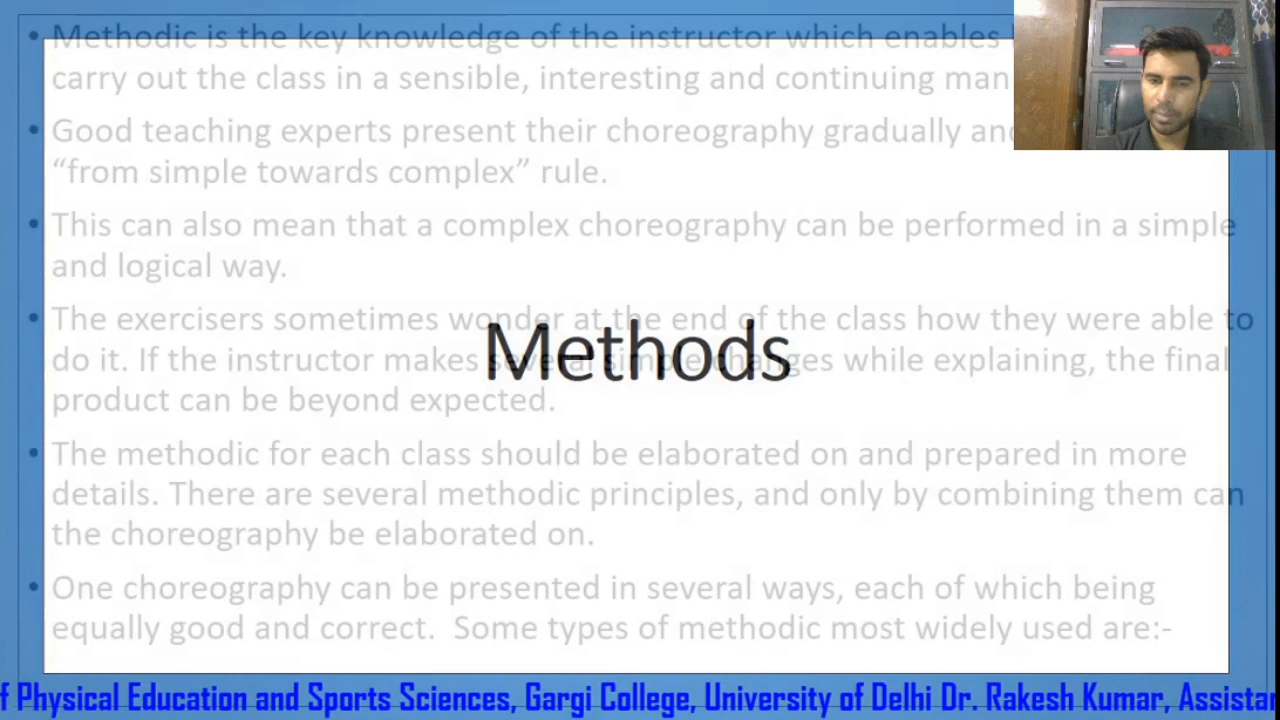 Methodic is the key knowledge of the instructor which enables
carry out the class in a sensible, interesting and continuing man
Good teaching experts present their choreography gradually and
“from simple towards complex” rule.
This can also mean that a complex choreography can be performed in a simple
and logical way.
The exercisers sometimes wonder at the end of the class how they were able to
do it. If the instructor makes several simple changes while explaining, the final
product can be beyond expected.
Methods
The methodic for each class should be elaborated on and prepared in more
details. There are several methodic principles, and only by combining them can
the choreography be elaborated on.
One choreography can be presented in several ways, each of which being
equally good and correct. Some types of methodic most widely used are:-
f Physical Education and Sports Sciences, Gargi College, University of Delhi Dr. Rakesh Kumar, Assista